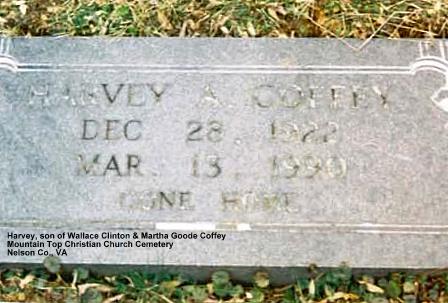 HARVEY A. COFFEY
DEC 28, 1922
MAR. 13, 1990
GONE HOME
Harvey, son of Wallace Clinton & Martha Goode Coffey
Mountain Top Christian Church Cemetery
Nelson Co., VA